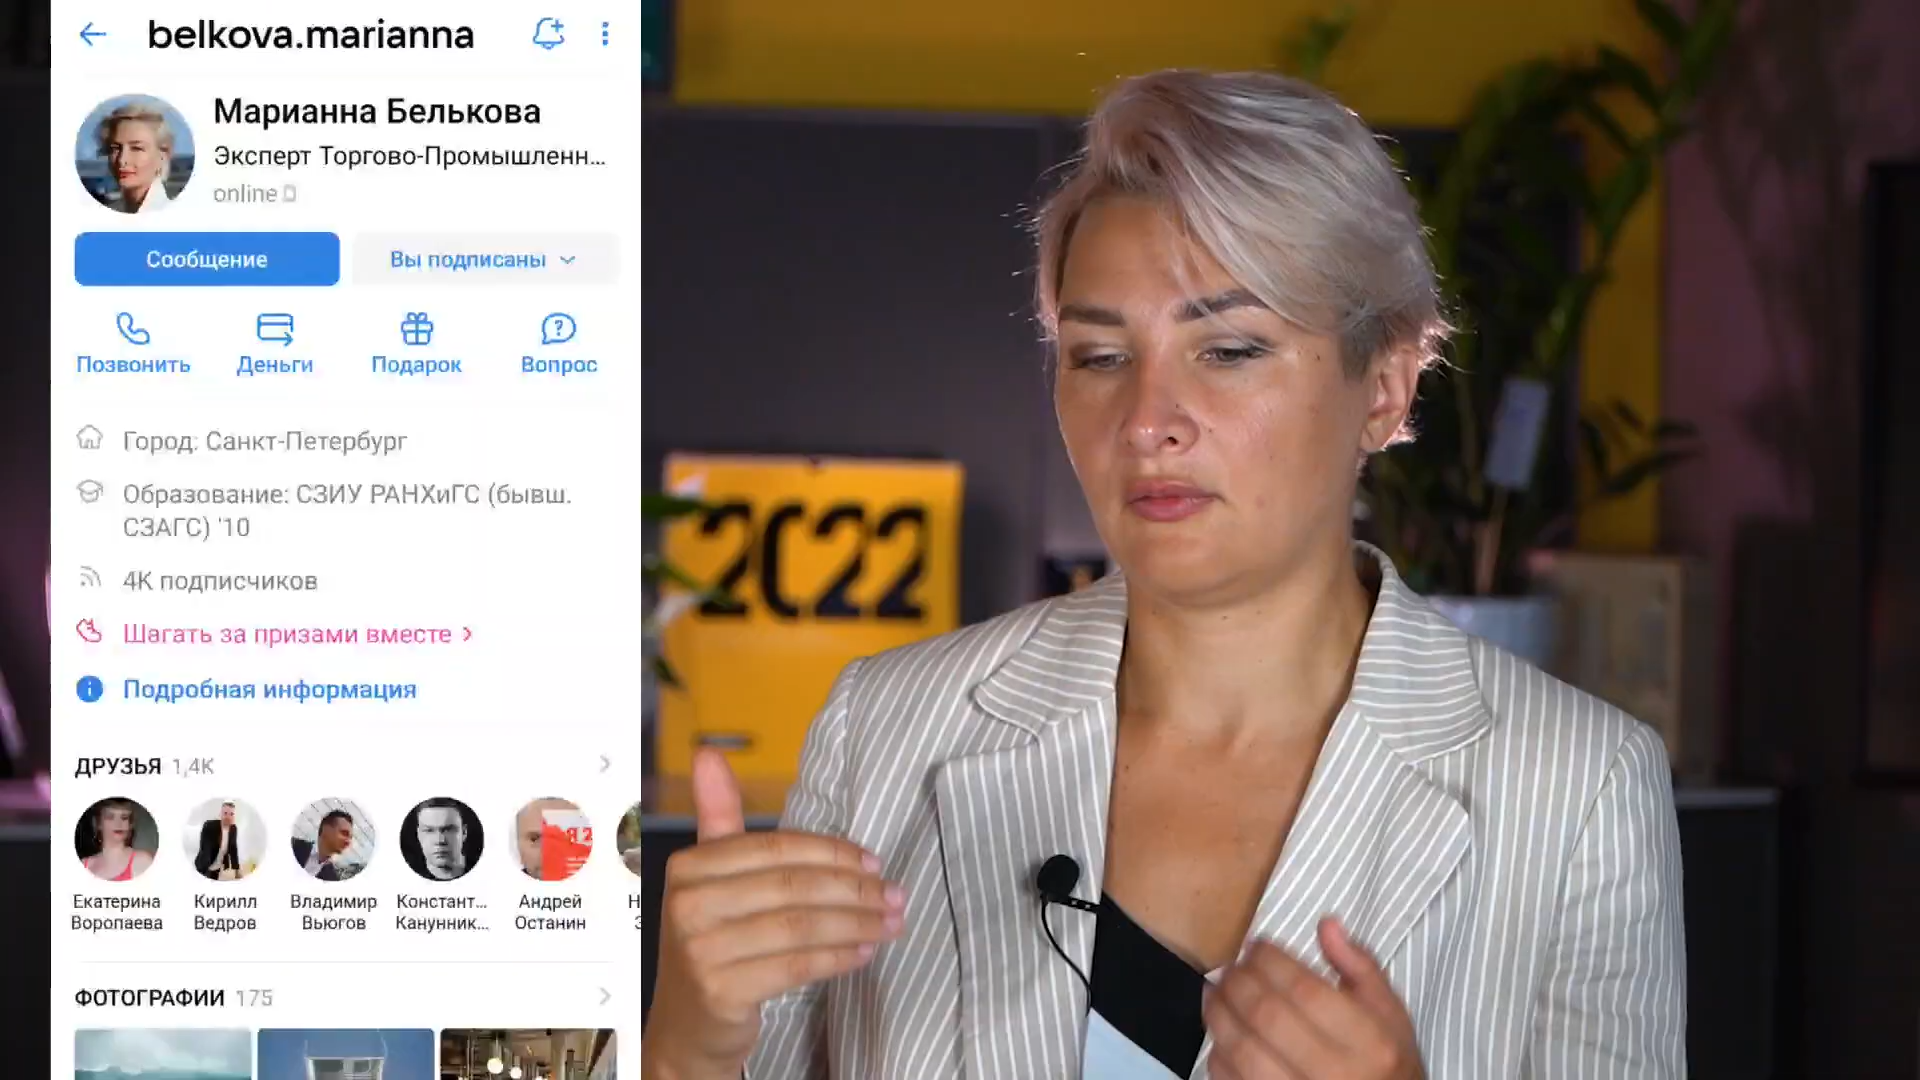 belkova.marianna
Марианна Белькова
Эксперт Торгово-Промышленн...
online
Сообщение
Вы подписаны
Позвонить
Деньги
Подарок
Вопрос
Город: Санкт-Петербург
Образование: СЗИУ РАНХиГС (бывш.
СЗАГС) '10
4K подписчиков
Шагать за призами вместе
Подробная информация
ДРУЗЬЯ 1,4K
Екатерина
Воропаева
Кирилл
Ведров
Владимир
Вьюгов
Констант...
Канунник...
Андрей
Останин
ФОТОГРАФИИ 175
2022